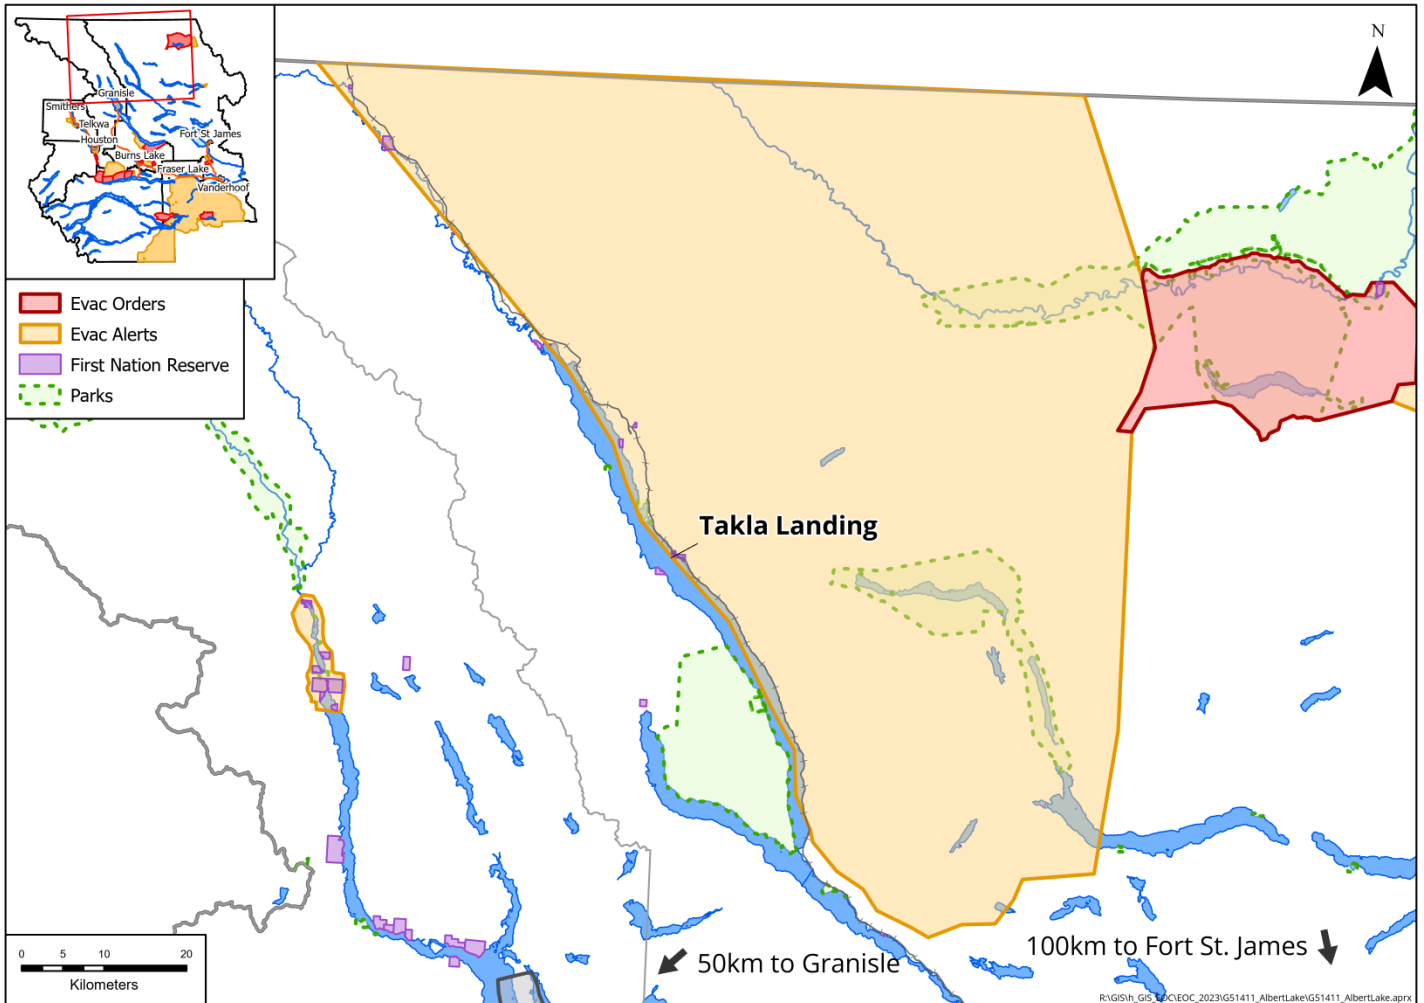 Granisle
Smithers
Telkwa
Houston
Fort St James
Burns Lake
Fraser Lake
Vanderhoof
N
Evac Orders
Evac Alerts
First Nation Reserve
Parks
Takla Landing
0 5 10 20
Kilometers
50km to Granisle
100km to Fort St. James
R:\GIS\h_GIS_EOC\EOC_2023\G51411_AlbertLake\G51411_AlbertLake.aprx